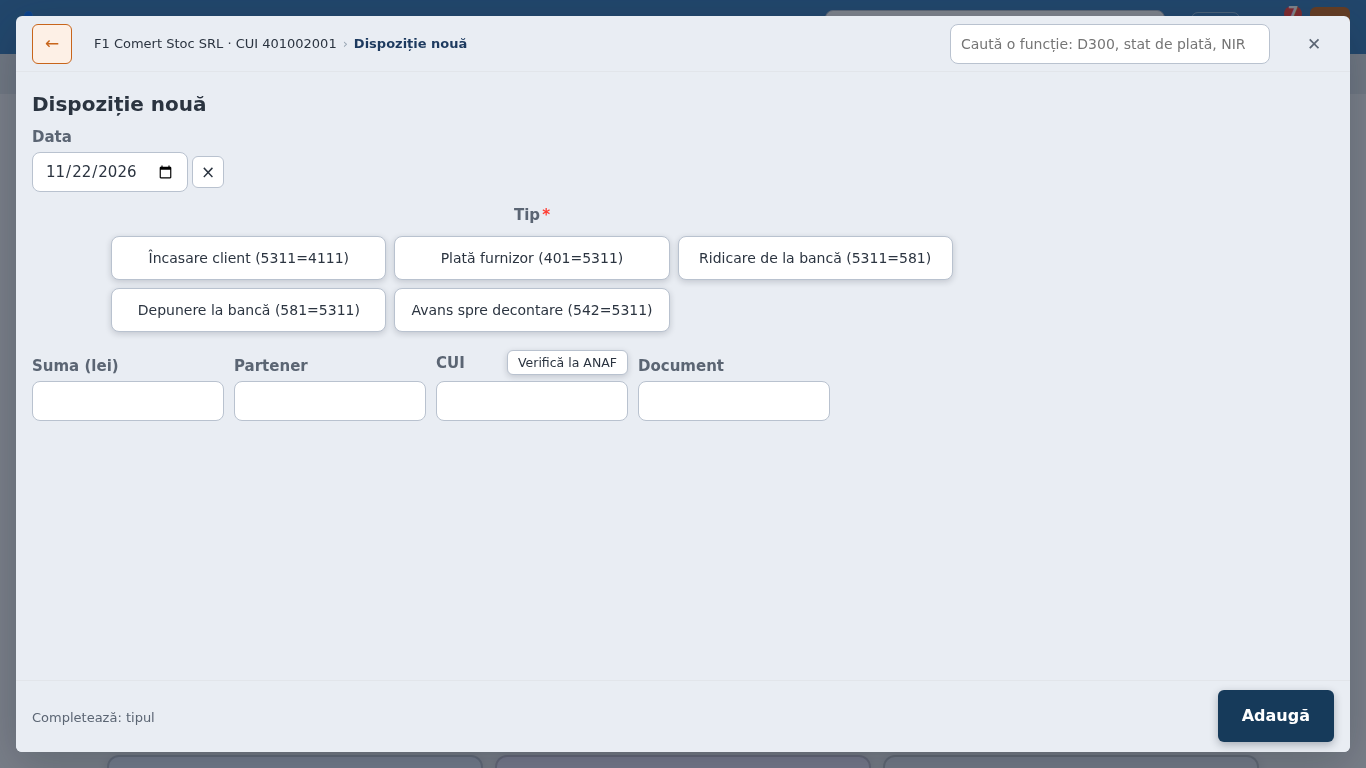 7
← F1 Comert Stoc SRL · CUI 401002001 › Dispoziție nouă Caută o funcție: D300, stat de plată, NIR ✕
Dispoziție nouă
Data
11/22/2026 ×
Tip*
Încasare client (5311=4111) Plată furnizor (401=5311) Ridicare de la bancă (5311=581)
Depunere la bancă (581=5311) Avans spre decontare (542=5311)
Suma (lei) Partener CUI Verifică la ANAF Document
Completează: tipul Adaugă